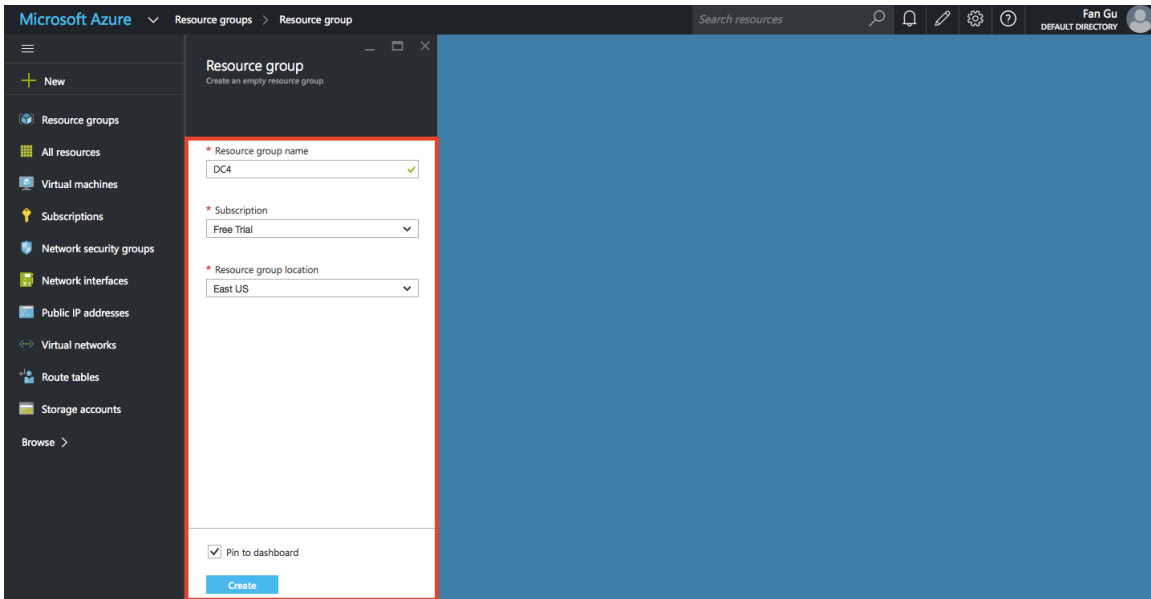 Microsoft Azure Resource groups > Resource group Search resources Fan Gu
DEFAULT DIRECTORY
New
Resource groups
All resources
Virtual machines
Subscriptions
Network security groups
Network interfaces
Public IP addresses
Virtual networks
Route tables
Storage accounts
Browse >
Resource group
Create an empty resource group
* Resource group name
DC4
* Subscription
Free Trial
* Resource group location
East US
Pin to dashboard
Create